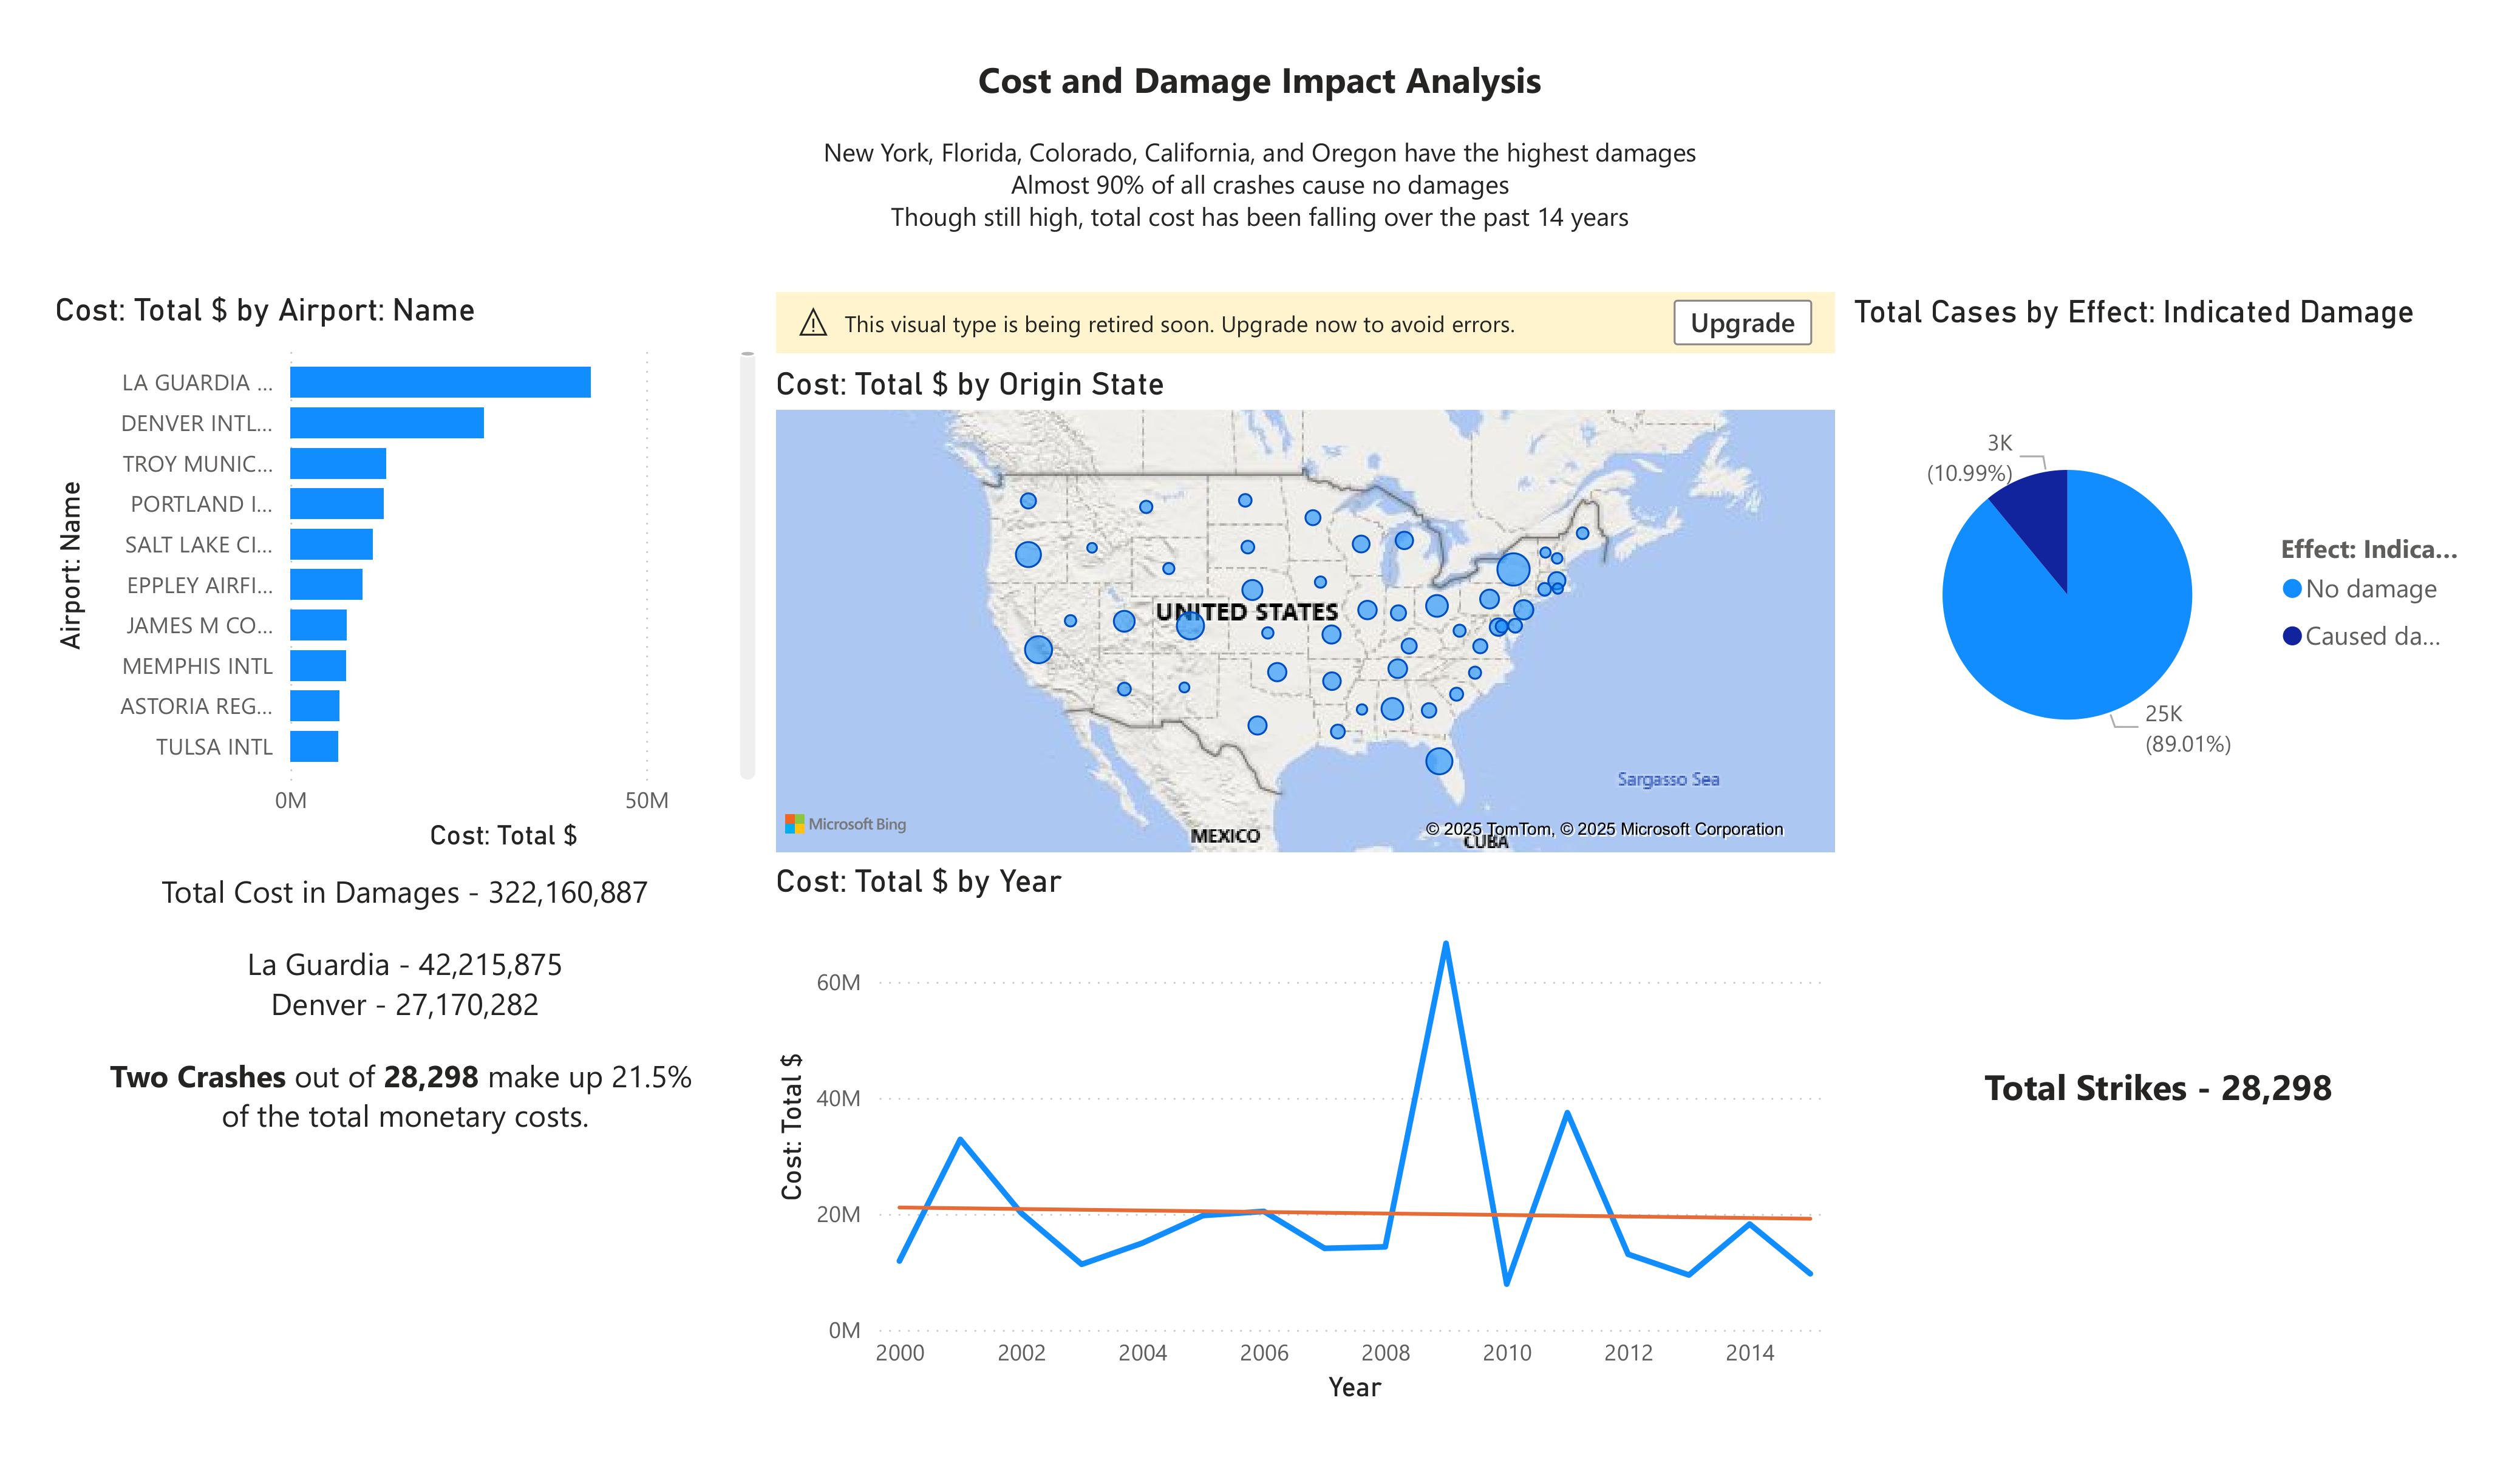 Cost and Damage Impact Analysis
New York, Florida, Colorado, California, and Oregon have the highest damages
Almost 90% of all crashes cause no damages
Though still high, total cost has been falling over the past 14 years
Cost: Total $ by Airport: Name
Airport: Name
LA GUARDIA ...
DENVER INTL...
TROY MUNIC...
PORTLAND I...
SALT LAKE CI...
EPPLEY AIRFI...
JAMES M CO...
MEMPHIS INTL
ASTORIA REG...
TULSA INTL
0M
50M
Cost: Total $
Total Cost in Damages - 322,160,887
La Guardia - 42,215,875
Denver - 27,170,282
Two Crashes out of 28,298 make up 21.5%
of the total monetary costs.
This visual type is being retired soon. Upgrade now to avoid errors.
Upgrade
Cost: Total $ by Origin State
UNITED STATES
Sargasso Sea
Microsoft Bing
MEXICO
© 2025 TomTom, © 2025 Microsoft Corporation
CUBA
Cost: Total $ by Year
Cost: Total $
60M
40M
20M
0M
2000
2002
2004
2006
2008
2010
2012
2014
Year
Total Cases by Effect: Indicated Damage
3K
(10.99%)
25K
(89.01%)
Effect: Indica...
No damage
Caused da...
Total Strikes - 28,298